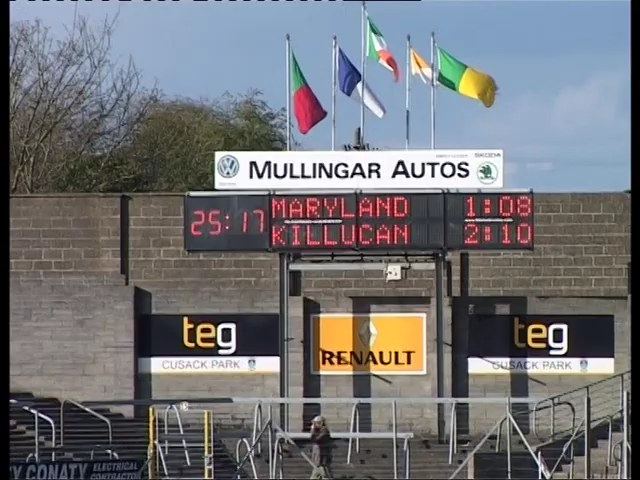 MULLINGAR AUTOS
SKODA
25:17 MARYLAND 1:08
KILLUCAN 2:10
teg
CUSACK PARK
RENAULT
teg
CUSACK PARK
CONATY ELECTRICAL
CONTRACTOR